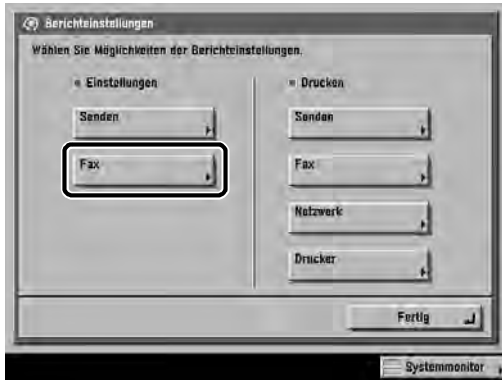 Berichteinstellungen
Wählen Sie Möglichkeiten der Berichteinstellungen.
Einstellungen
Senden
Fax
Drucken
Senden
Fax
Netzwerk
Drucker
Fertig
Systemmonitor